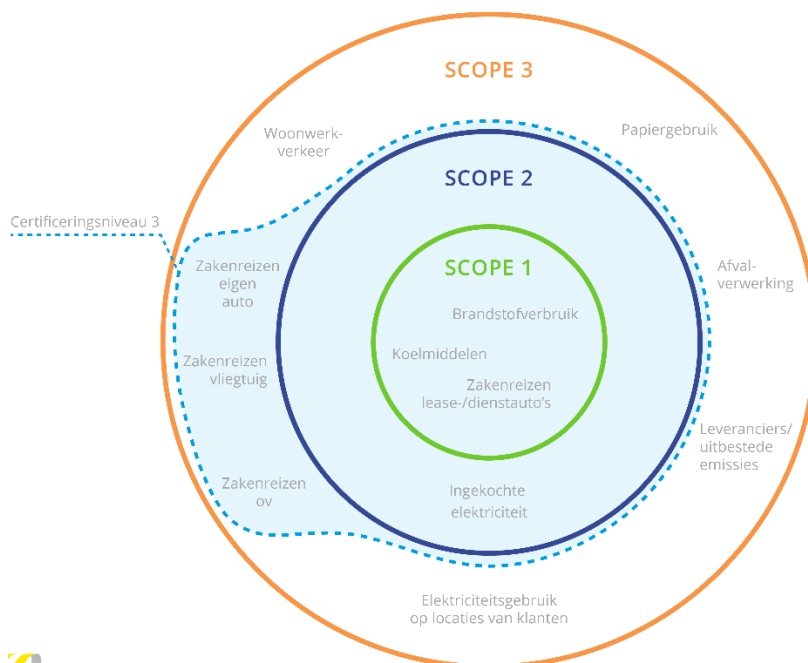 SCOPE 3
Woonwerk-
verkeer
Papiergebruik
SCOPE 2
Certificeringsniveau 3
SCOPE 1
Zakenreizen
eigen
auto
Afval-
verwerking
Brandstofverbruik
Koelmiddelen
Zakenreizen
vliegtuig
Zakenreizen
lease-/dienstauto's
Leveranciers/
uitbestede
emissies
Zakenreizen
ov
Ingekochte
elektriciteit
Elektriciteitsgebruik
op locaties van klanten